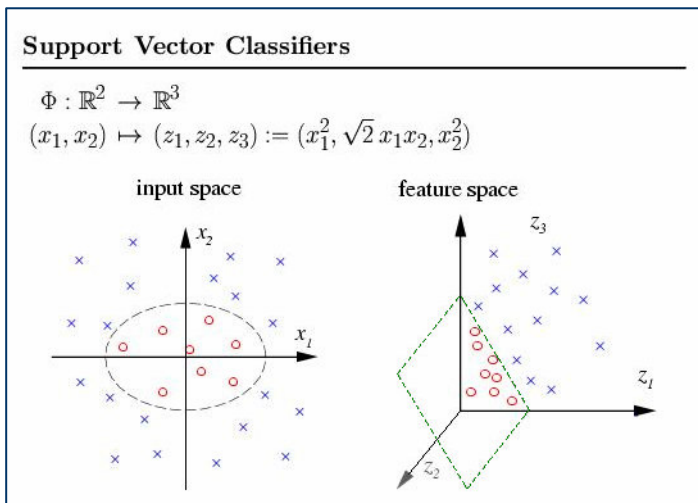 Support Vector Classifiers
Φ : ℝ² → ℝ³
(x₁, x₂) ↦ (z₁, z₂, z₃) := (x₁², √2 x₁x₂, x₂²)
input space
feature space
x₂
x₁
z₃
z₁
z₂